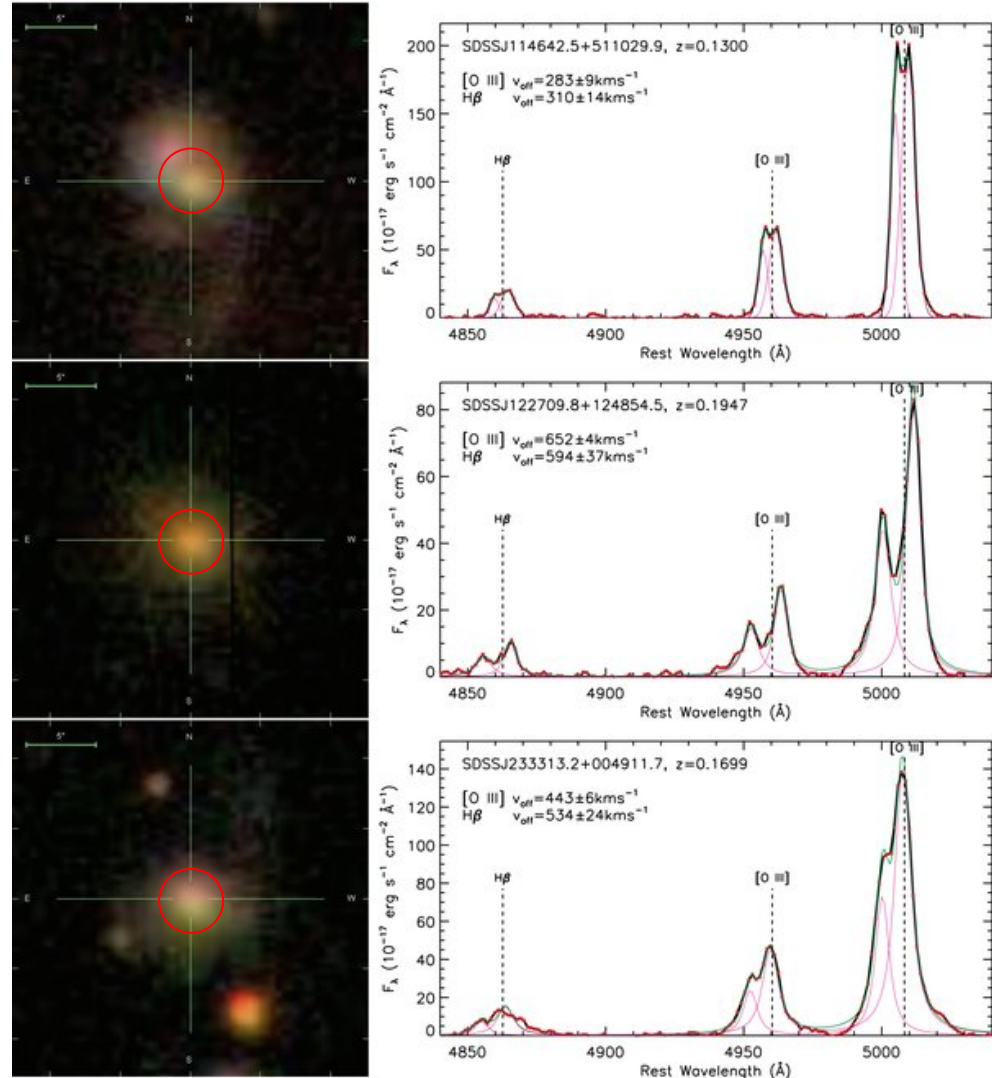 5"
N
E
W
S
[O III]
SDSSJ114642.5+511029.9, z=0.1300
[O III] v_off=283±9kms⁻¹
Hβ v_off=310±14kms⁻¹
Hβ
[O III]
F_λ (10⁻¹⁷ erg s⁻¹ cm⁻² Å⁻¹)
200
150
100
50
0
4850 4900 4950 5000
Rest Wavelength (Å)
5"
N
E
W
S
[O III]
SDSSJ122709.8+124854.5, z=0.1947
[O III] v_off=652±4kms⁻¹
Hβ v_off=594±37kms⁻¹
Hβ
[O III]
F_λ (10⁻¹⁷ erg s⁻¹ cm⁻² Å⁻¹)
80
60
40
20
0
4850 4900 4950 5000
Rest Wavelength (Å)
5"
N
E
W
S
[O III]
SDSSJ233313.2+004911.7, z=0.1699
[O III] v_off=443±6kms⁻¹
Hβ v_off=534±24kms⁻¹
Hβ
[O III]
F_λ (10⁻¹⁷ erg s⁻¹ cm⁻² Å⁻¹)
140
120
100
80
60
40
20
0
4850 4900 4950 5000
Rest Wavelength (Å)